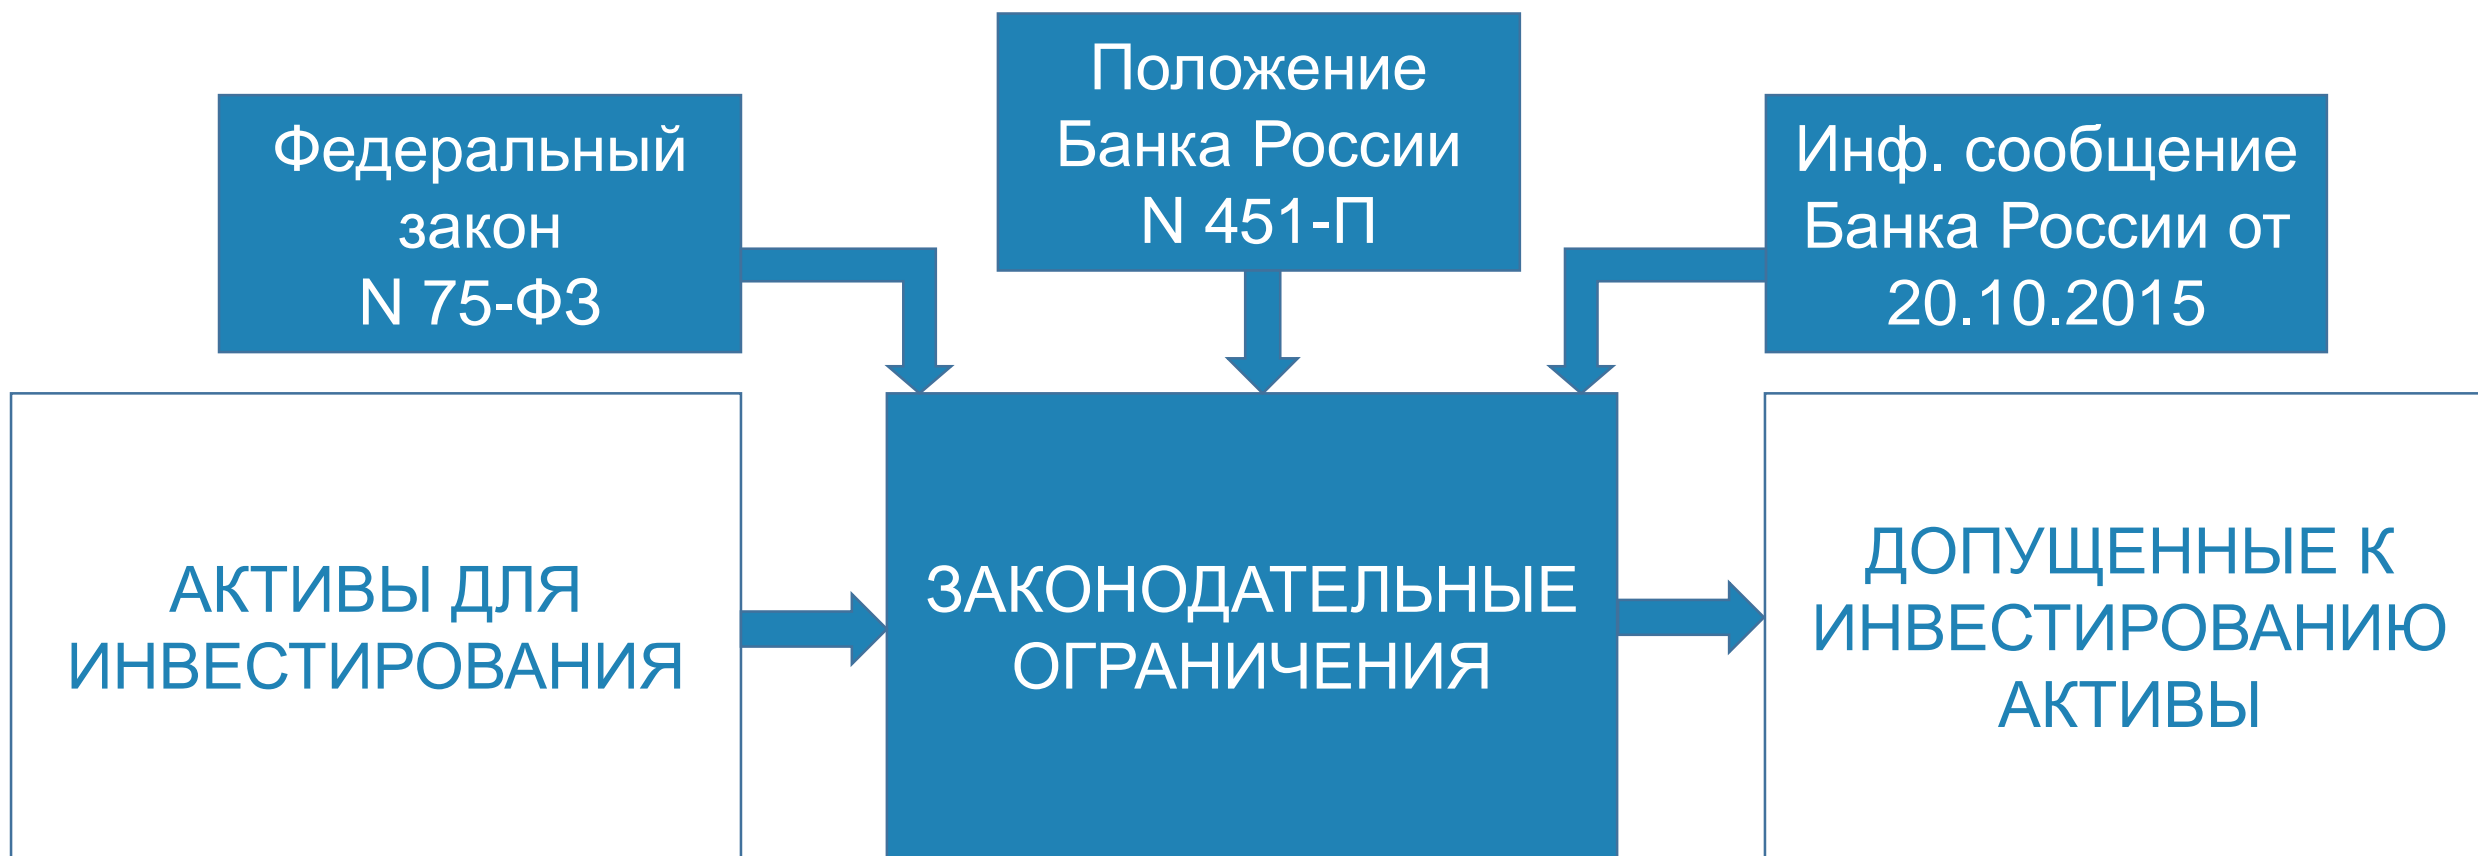 Положение
Банка России
N 451-П
Федеральный
закон
N 75-ФЗ
Инф. сообщение
Банка России от
20.10.2015
АКТИВЫ ДЛЯ
ИНВЕСТИРОВАНИЯ
ЗАКОНОДАТЕЛЬНЫЕ
ОГРАНИЧЕНИЯ
ДОПУЩЕННЫЕ К
ИНВЕСТИРОВАНИЮ
АКТИВЫ